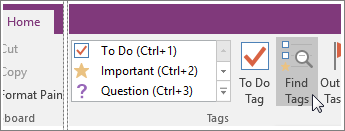 Home
Cut
Copy
Format Pain
board
To Do (Ctrl+1)
Important (Ctrl+2)
Question (Ctrl+3)
To Do
Tag
Find
Tags
Out
Tas
Tags